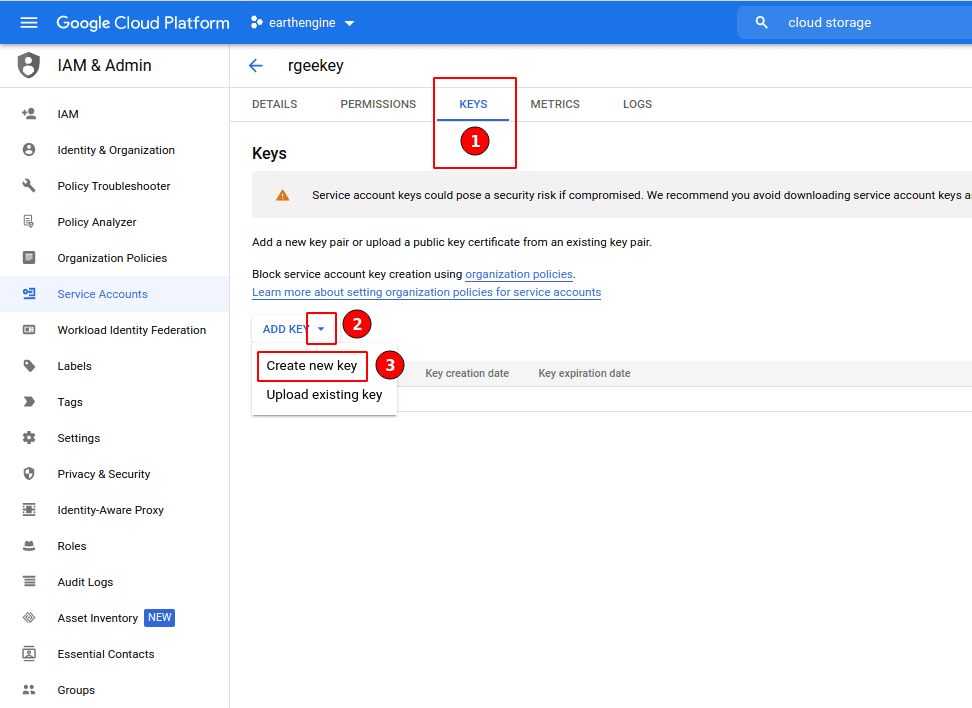 Google Cloud Platform earthengine cloud storage
IAM & Admin
rgeekey
IAM
Identity & Organization
Policy Troubleshooter
Policy Analyzer
Organization Policies
Service Accounts
Workload Identity Federation
Labels
Tags
Settings
Privacy & Security
Identity-Aware Proxy
Roles
Audit Logs
Asset Inventory NEW
Essential Contacts
Groups
DETAILS PERMISSIONS KEYS METRICS LOGS
1
Keys
Service account keys could pose a security risk if compromised. We recommend you avoid downloading service account keys a
Add a new key pair or upload a public key certificate from an existing key pair.
Block service account key creation using organization policies.
Learn more about setting organization policies for service accounts
ADD KEY 2
Create new key 3
Upload existing key
Key creation date Key expiration date